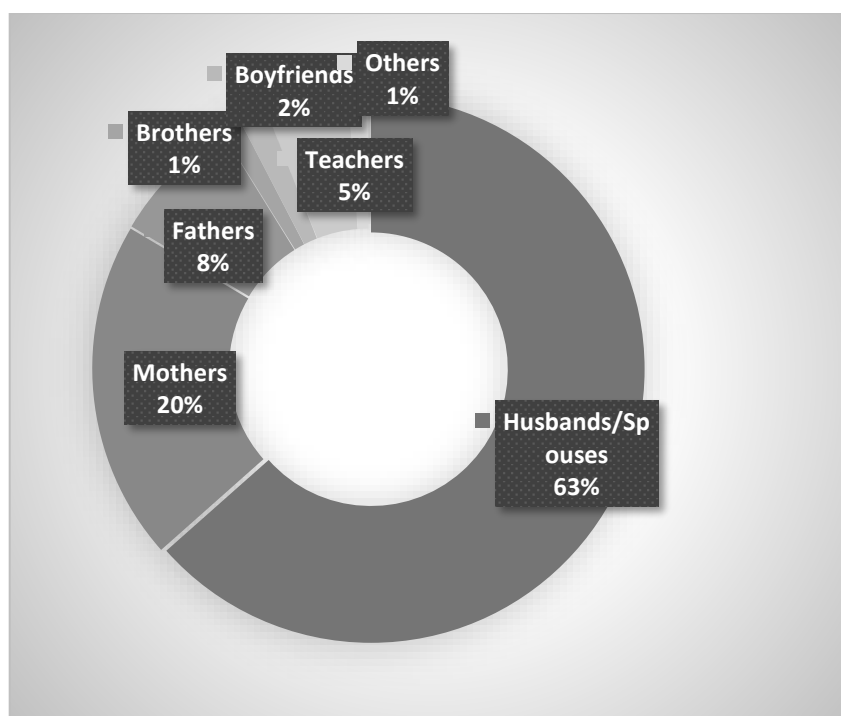 Others
1%
Boyfriends
2%
Brothers
1%
Teachers
5%
Fathers
8%
Mothers
20%
Husbands/Sp
ouses
63%